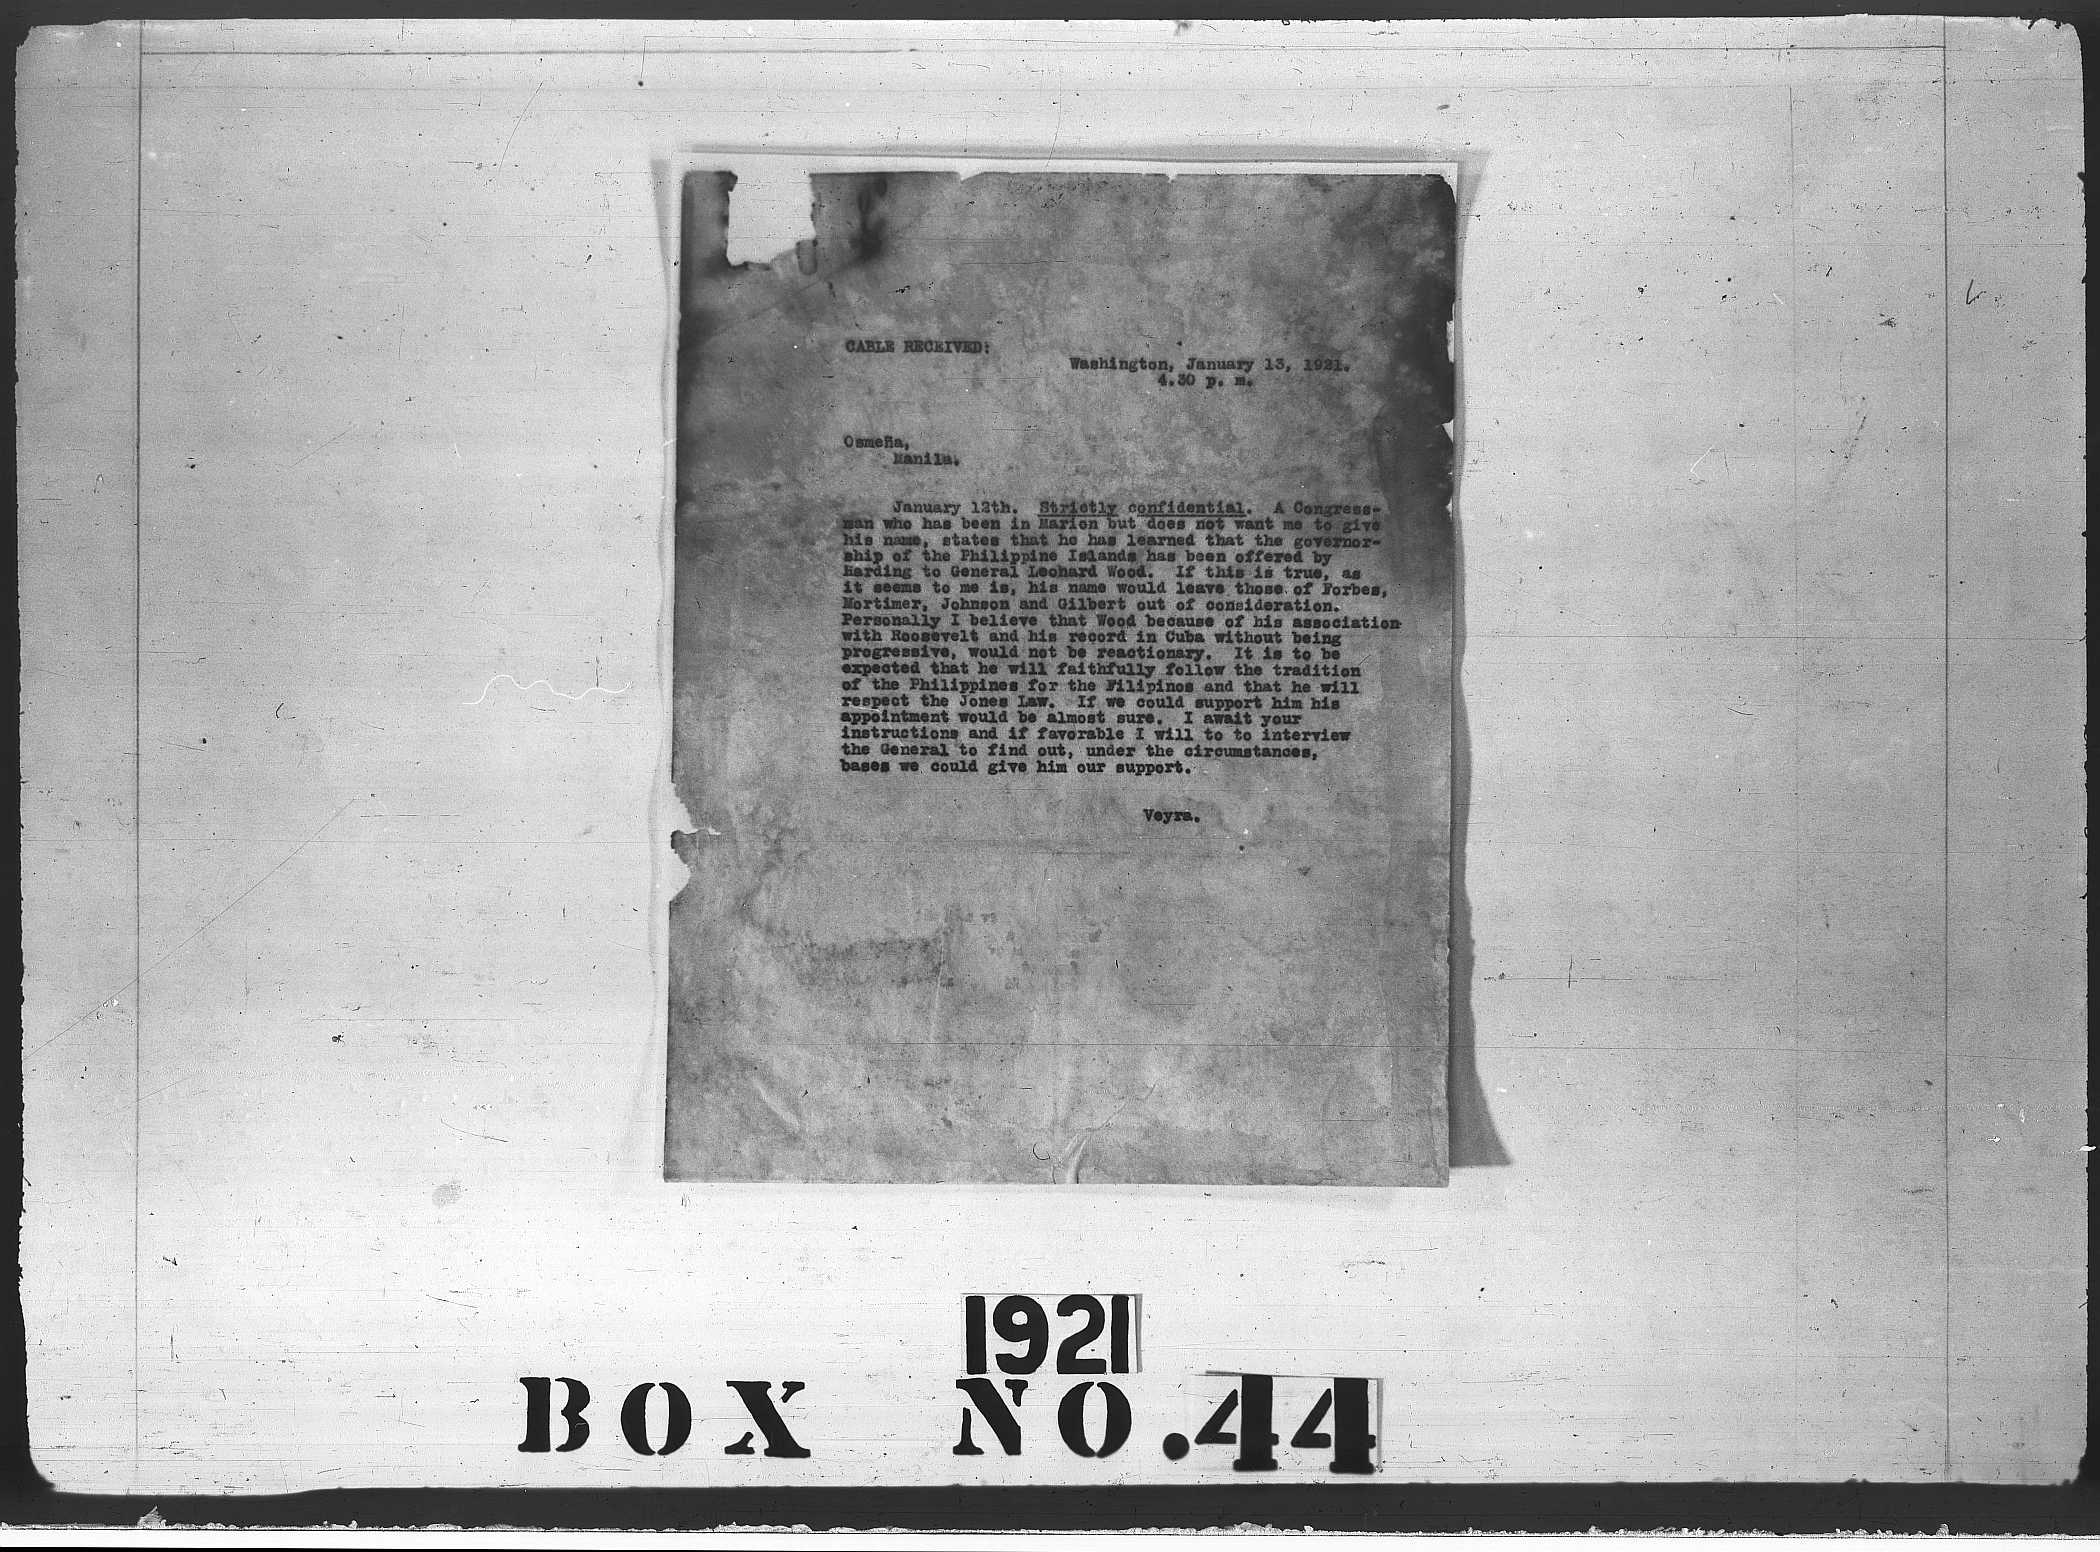 CABLE RECEIVED:
Washington, January 13, 1921.
4.30 p. m.
Osmeña,
Manila.
January 12th. Strictly confidential. A Congress-
man who has been in Marion but does not want me to give
his name, states that he has learned that the governor-
ship of the Philippine Islands has been offered by
Harding to General Leohard Wood. If this is true, as
it seems to me is, his name would leave those of Forbes,
Mortimer, Johnson and Gilbert out of consideration.
Personally I believe that Wood because of his association
with Roosevelt and his record in Cuba without being
progressive, would not be reactionary. It is to be
expected that he will faithfully follow the tradition
of the Philippines for the Filipinos and that he will
respect the Jones Law. If we could support him his
appointment would be almost sure. I await your
instructions and if favorable I will to to interview
the General to find out, under the circumstances,
bases we could give him our support.
Veyra.
1921
BOX NO.44